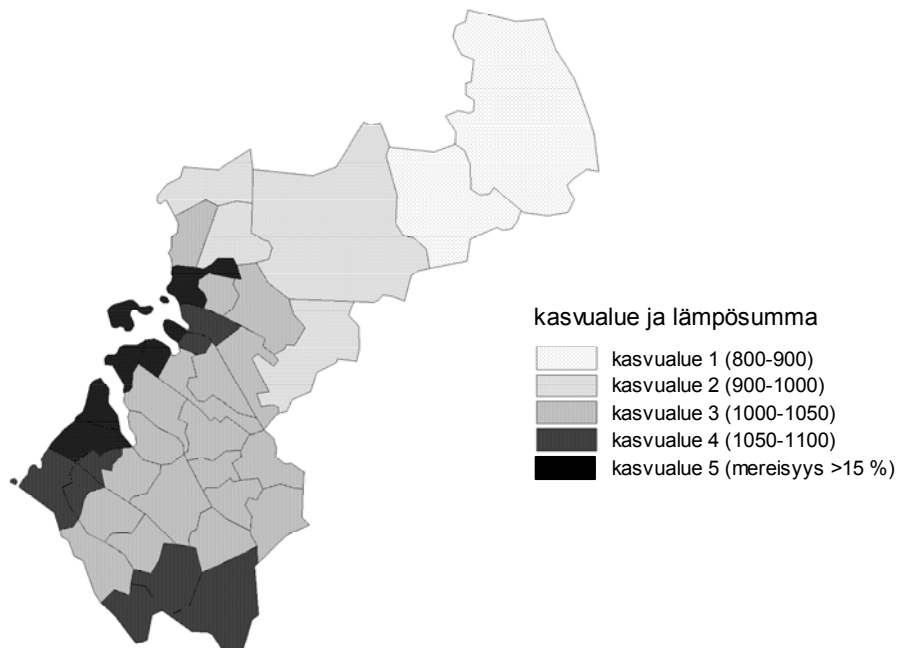 kasvualue ja lämpösumma
kasvualue 1 (800-900)
kasvualue 2 (900-1000)
kasvualue 3 (1000-1050)
kasvualue 4 (1050-1100)
kasvualue 5 (mereisyys >15 %)